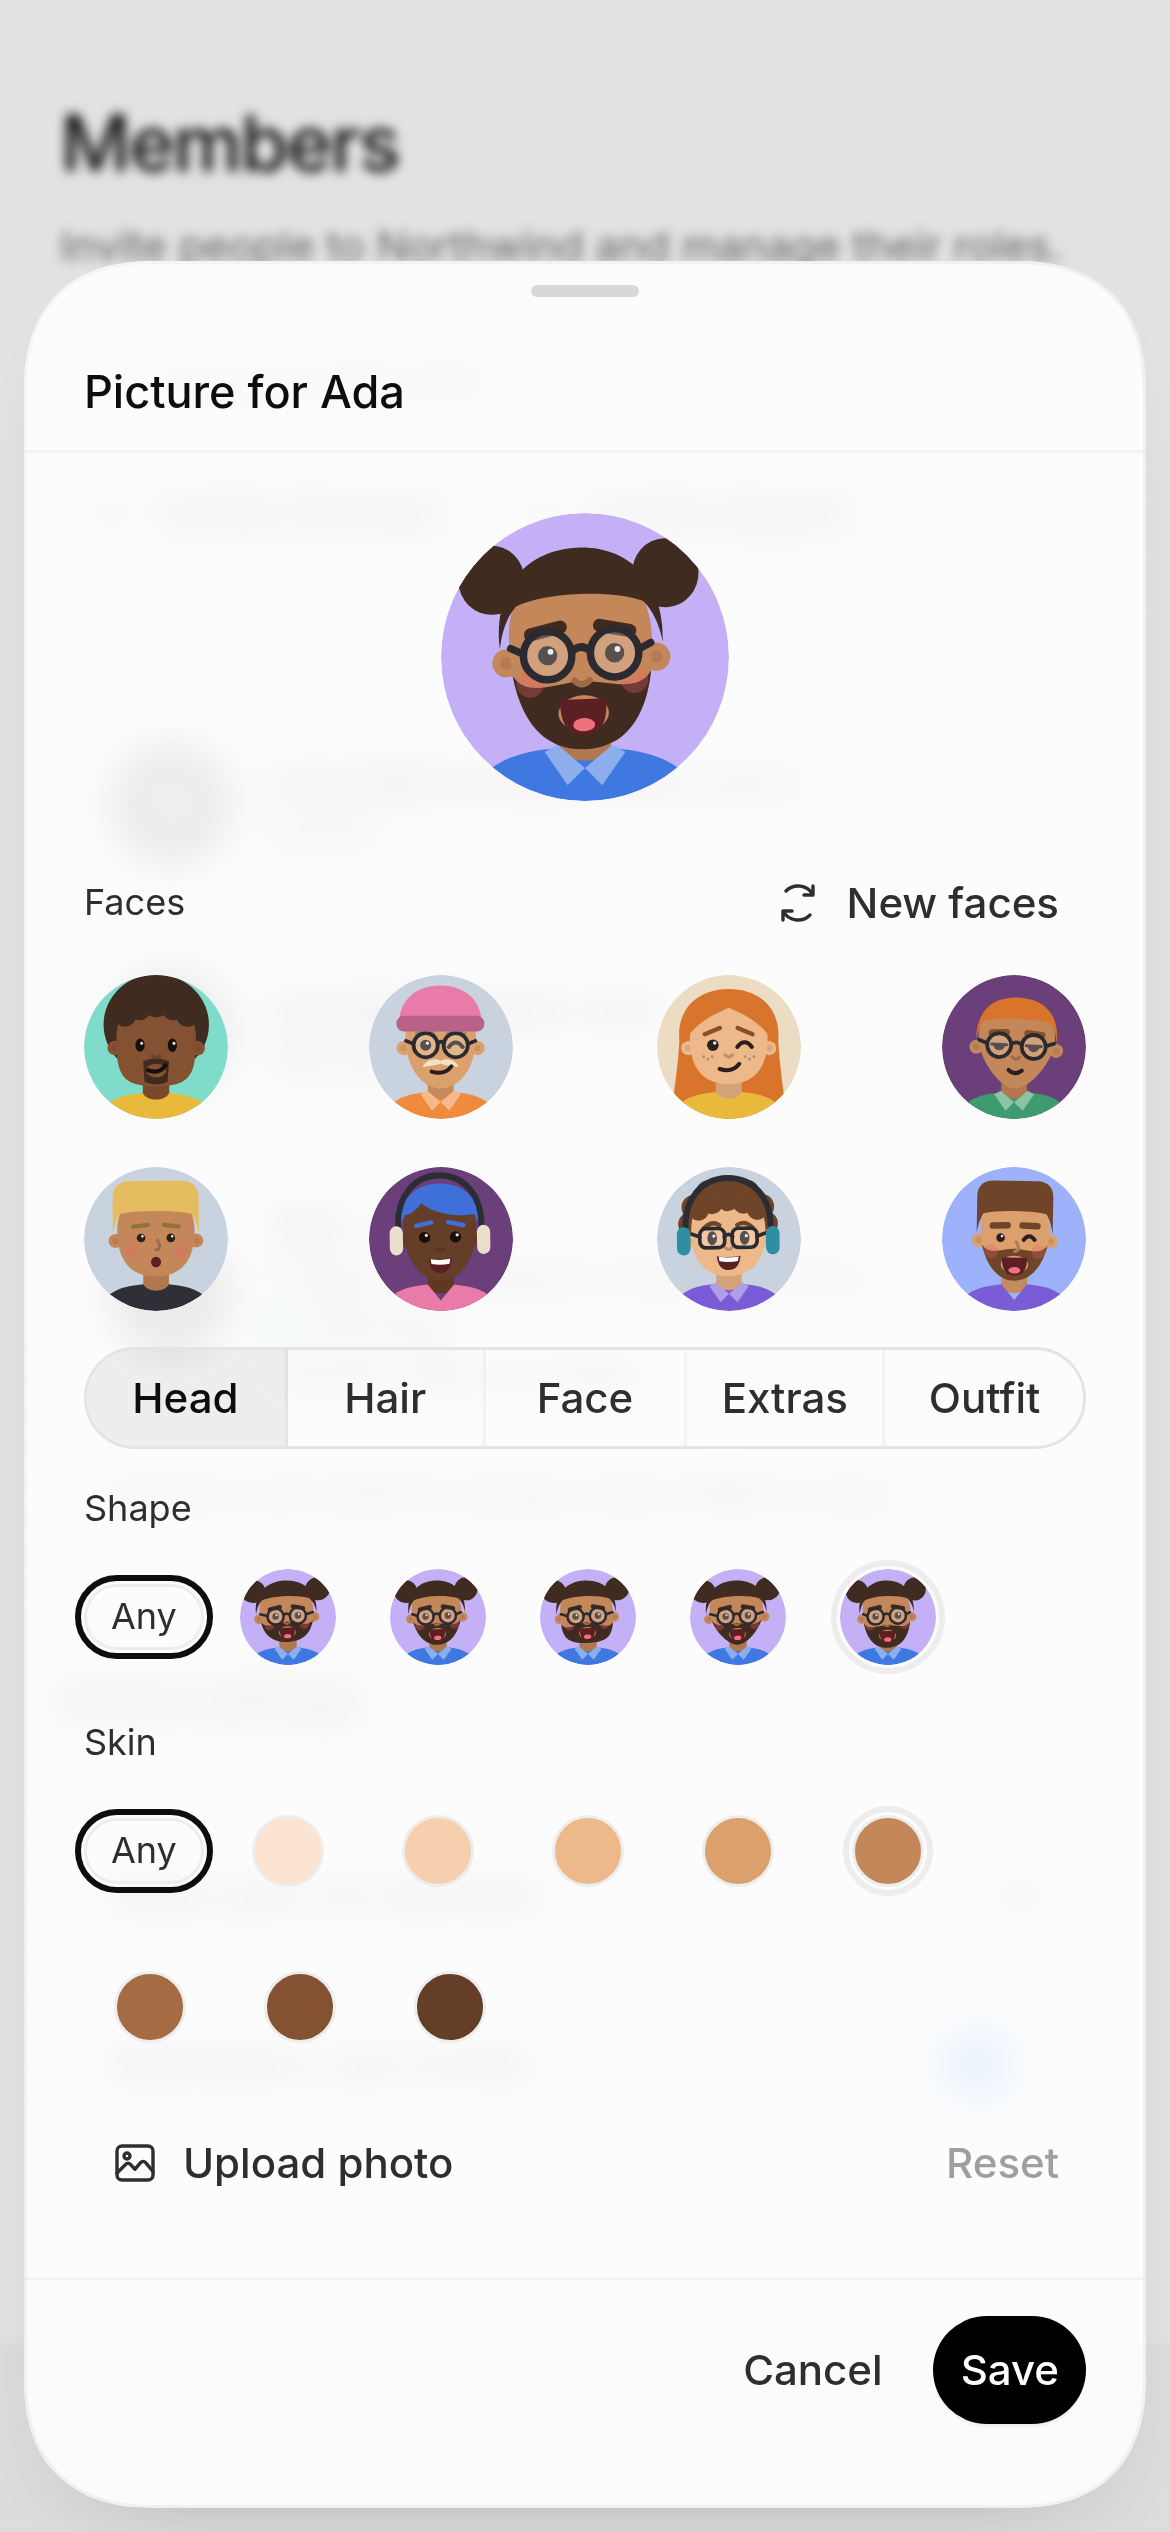 Members
Invite people to Northwind and manage their roles.
Picture for Ada
Faces
New faces
Head Hair Face Extras Outfit
Shape
Any
Skin
Any
Upload photo
Reset
Cancel Save